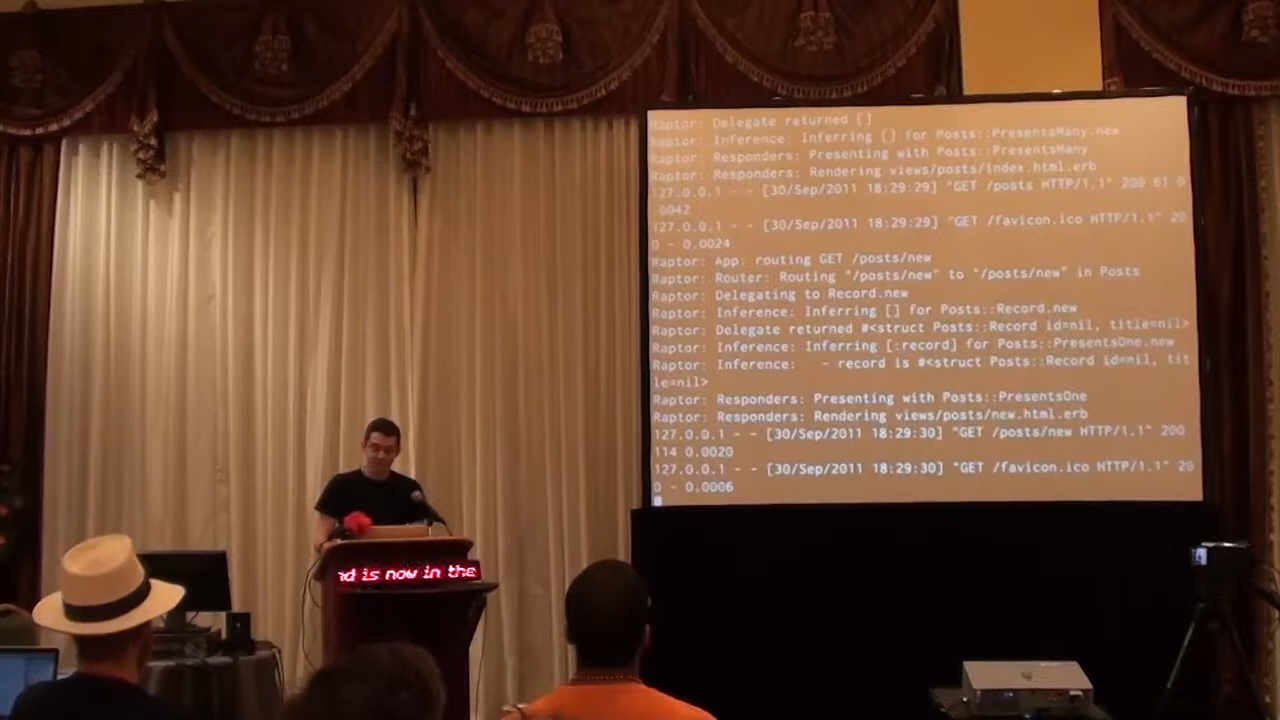 Raptor: Delegate returned []
Raptor: Inference: Inferring [] for Posts::PresentsMany.new
Raptor: Responders: Presenting with Posts::PresentsMany
Raptor: Responders: Rendering views/posts/index.html.erb
127.0.0.1 - - [30/Sep/2011 18:29:29] "GET /posts HTTP/1.1" 200 61 0
.0042
127.0.0.1 - - [30/Sep/2011 18:29:29] "GET /favicon.ico HTTP/1.1" 20
0 - 0.0024
Raptor: App: routing GET /posts/new
Raptor: Router: Routing "/posts/new" to "/posts/new" in Posts
Raptor: Delegating to Record.new
Raptor: Inference: Inferring [] for Posts::Record.new
Raptor: Delegate returned #<struct Posts::Record id=nil, title=nil>
Raptor: Inference: Inferring [:record] for Posts::PresentsOne.new
Raptor: Inference:   - record is #<struct Posts::Record id=nil, tit
le=nil>
Raptor: Responders: Presenting with Posts::PresentsOne
Raptor: Responders: Rendering views/posts/new.html.erb
127.0.0.1 - - [30/Sep/2011 18:29:30] "GET /posts/new HTTP/1.1" 200
114 0.0020
127.0.0.1 - - [30/Sep/2011 18:29:30] "GET /favicon.ico HTTP/1.1" 20
0 - 0.0006
nd is now in the